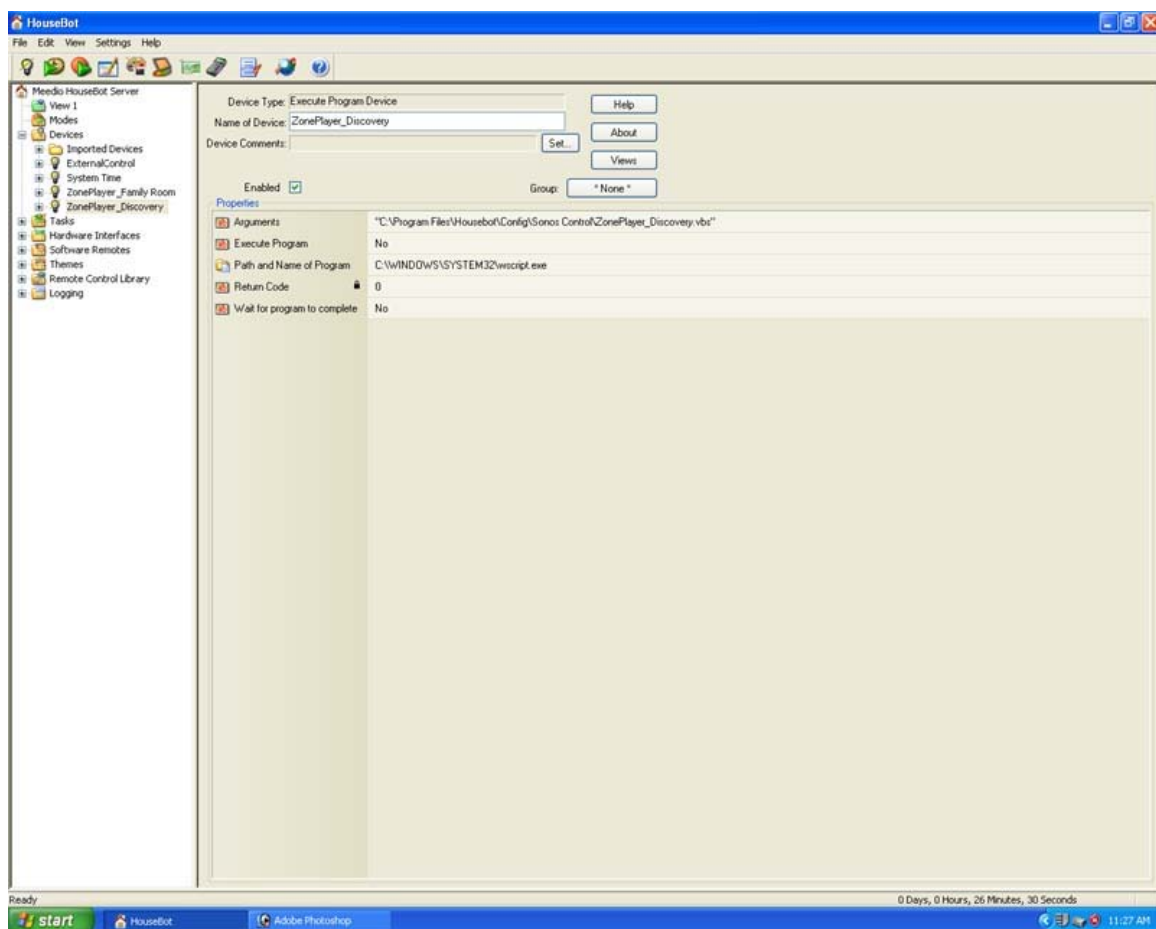 HouseBot
File Edit View Settings Help
Meedio HouseBot Server
View 1
Modes
Devices
Imported Devices
ExternalControl
System Time
ZonePlayer_Family Room
ZonePlayer_Discovery
Tasks
Hardware Interfaces
Software Remotes
Themes
Remote Control Library
Logging
Device Type: Execute Program Device
Help
Name of Device: ZonePlayer_Discovery
About
Device Comments:
Set...
Views
Enabled
Group: * None *
Properties
Arguments "C:\Program Files\Housebot\Config\Sonos Control\ZonePlayer_Discovery.vbs"
Execute Program No
Path and Name of Program C:\WINDOWS\SYSTEM32\wscript.exe
Return Code 0
Wait for program to complete No
Ready 0 Days, 0 Hours, 26 Minutes, 30 Seconds
start HouseBot Adobe Photoshop 11:27 AM